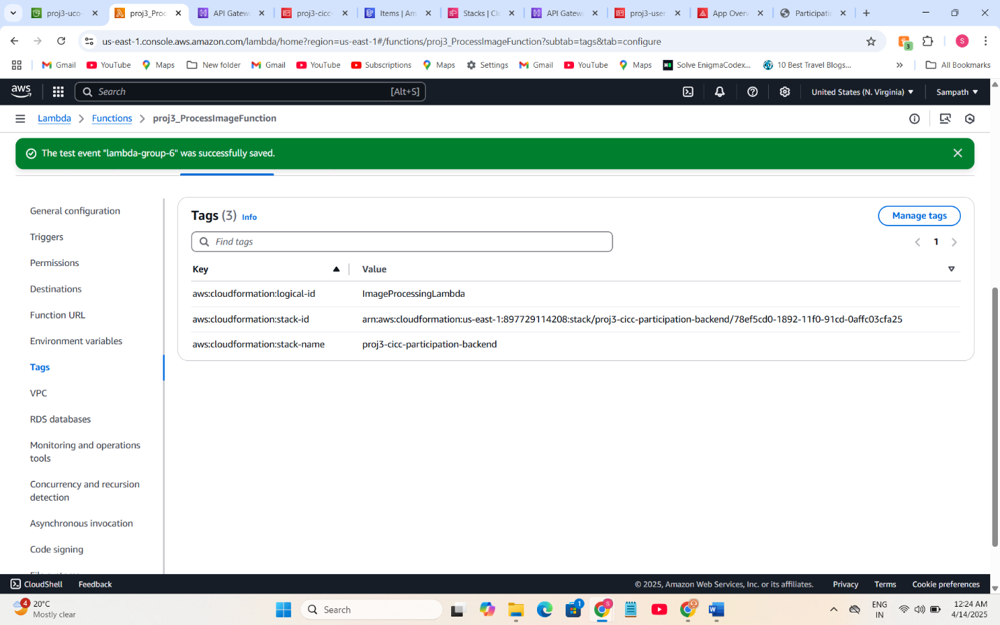 proj3-uco-
proj3_Proc
API Gatewa
proj3-cicc-
Items | Am
Stacks | Clo
API Gatewa
proj3-user
App Overv
Participatio
us-east-1.console.aws.amazon.com/lambda/home?region=us-east-1#/functions/proj3_ProcessImageFunction?subtab=tags&tab=configure
3
S
Gmail
YouTube
Maps
New folder
Gmail
YouTube
Subscriptions
Maps
Settings
Gmail
YouTube
Maps
Solve EnigmaCodex...
10 Best Travel Blogs...
All Bookmarks
aws
Search
[Alt+S]
United States (N. Virginia)
Sampath
Lambda
Functions
proj3_ProcessImageFunction
The test event "lambda-group-6" was successfully saved.
General configuration
Triggers
Permissions
Destinations
Function URL
Environment variables
Tags
VPC
RDS databases
Monitoring and operations
tools
Concurrency and recursion
detection
Asynchronous invocation
Code signing
Tags (3) Info
Manage tags
Find tags
1
Key Value
aws:cloudformation:logical-id ImageProcessingLambda
aws:cloudformation:stack-id arn:aws:cloudformation:us-east-1:897729114208:stack/proj3-cicc-participation-backend/78ef5cd0-1892-11f0-91cd-0affc03cfa25
aws:cloudformation:stack-name proj3-cicc-participation-backend
CloudShell
Feedback
© 2025, Amazon Web Services, Inc. or its affiliates.
Privacy
Terms
Cookie preferences
4
20°C
Mostly clear
Search
1
S
ENG
IN
12:24 AM
4/14/2025